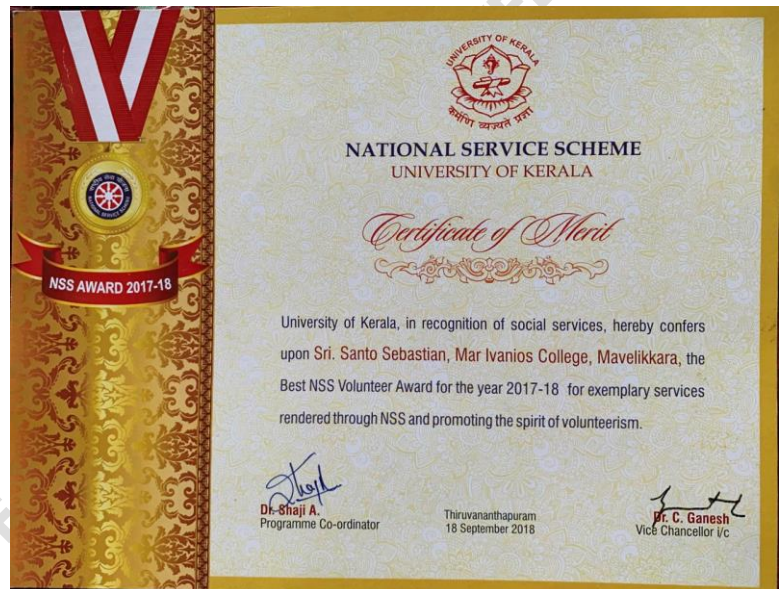 UNIVERSITY OF KERALA
कर्मणि व्यज्यते प्रज्ञा
NATIONAL SERVICE SCHEME
UNIVERSITY OF KERALA
Certificate of Merit
NSS AWARD 2017-18
University of Kerala, in recognition of social services, hereby confers
upon Sri. Santo Sebastian, Mar Ivanios College, Mavelikkara, the
Best NSS Volunteer Award for the year 2017-18 for exemplary services
rendered through NSS and promoting the spirit of volunteerism.
Dr. Shaji A.
Programme Co-ordinator
Thiruvananthapuram
18 September 2018
Dr. C. Ganesh
Vice Chancellor i/c